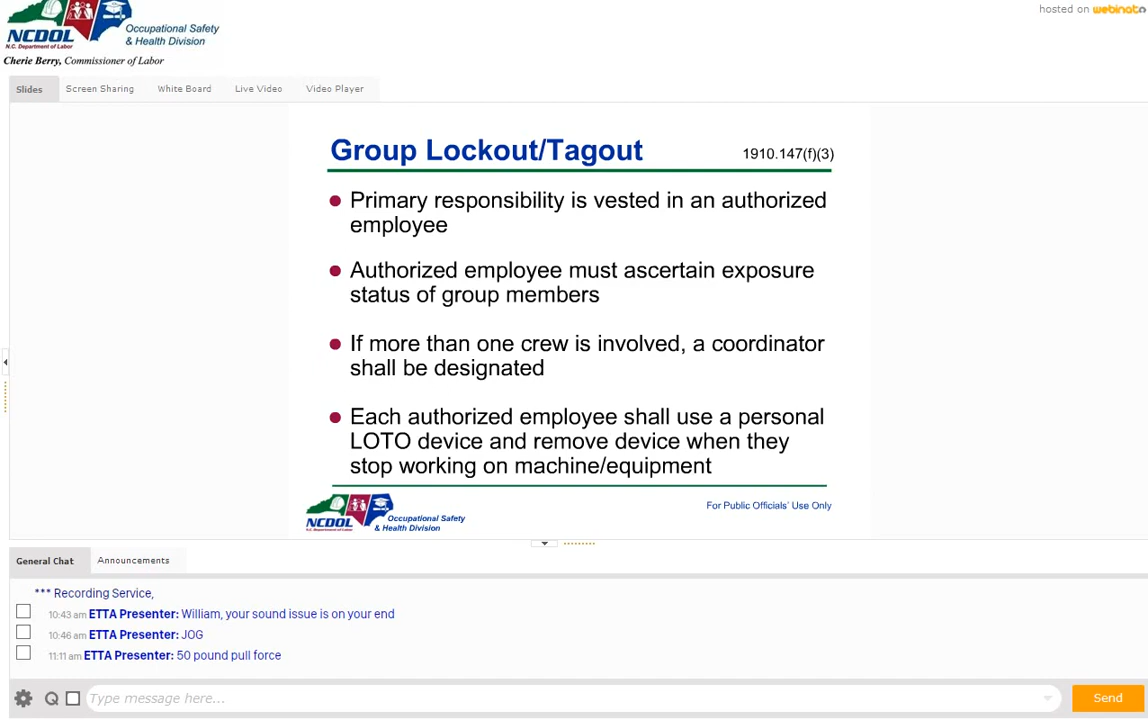 hosted on webinato
NCDOL
N.C. Department of Labor
Occupational Safety
& Health Division
Cherie Berry, Commissioner of Labor
Slides
Screen Sharing
White Board
Live Video
Video Player
Group Lockout/Tagout
1910.147(f)(3)
Primary responsibility is vested in an authorized
employee
Authorized employee must ascertain exposure
status of group members
If more than one crew is involved, a coordinator
shall be designated
Each authorized employee shall use a personal
LOTO device and remove device when they
stop working on machine/equipment
NCDOL
N.C. Department of Labor
Occupational Safety
& Health Division
For Public Officials' Use Only
General Chat
Announcements
*** Recording Service,
10:43 am ETTA Presenter: William, your sound issue is on your end
10:46 am ETTA Presenter: JOG
11:11 am ETTA Presenter: 50 pound pull force
Type message here...
Send